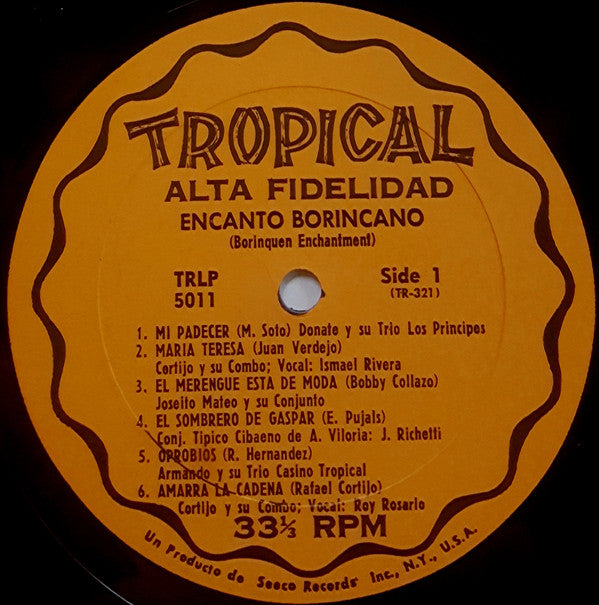 TROPICAL
ALTA FIDELIDAD
ENCANTO BORINCANO
(Borinquen Enchantment)
TRLP
5011
Side 1
(TR-321)
1. MI PADECER (M. Soto) Donate y su Trio Los Principes
2. MARIA TERESA (Juan Verdejo)
Cortijo y su Combo; Vocal: Ismael Rivera
3. EL MERENGUE ESTA DE MODA (Bobby Collazo)
Joseito Mateo y su Conjunto
4. EL SOMBRERO DE GASPAR (E. Pujals)
Conj. Tipico Cibaeno de A. Viloria: J. Richetti
5. OPROBIOS (R. Hernandez)
Armando y su Trio Casino Tropical
6. AMARRA LA CADENA (Rafael Cortijo)
Cortijo y su Combo; Vocal: Roy Rosario
33⅓ RPM
Un Producto de Seeco Records Inc., N.Y., U.S.A.